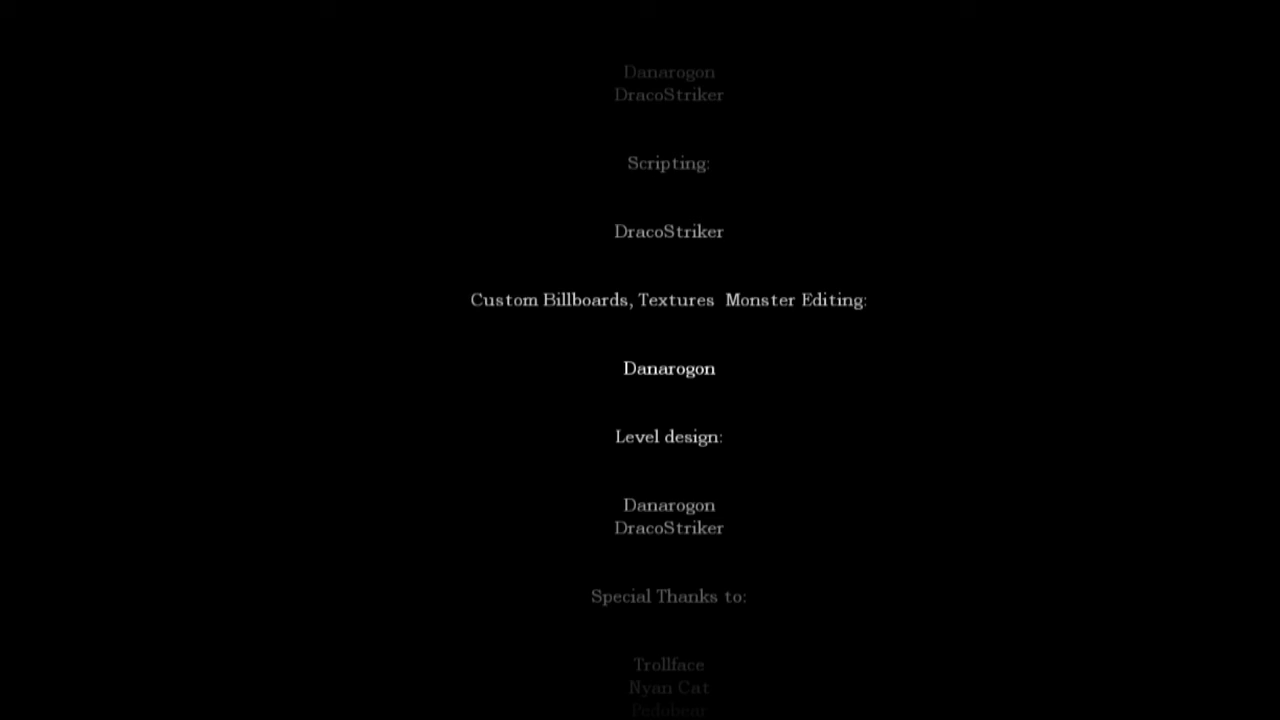 Danarogon
DracoStriker
Scripting:
DracoStriker
Custom Billboards, Textures  Monster Editing:
Danarogon
Level design:
Danarogon
DracoStriker
Special Thanks to:
Trollface
Nyan Cat
Pedobear